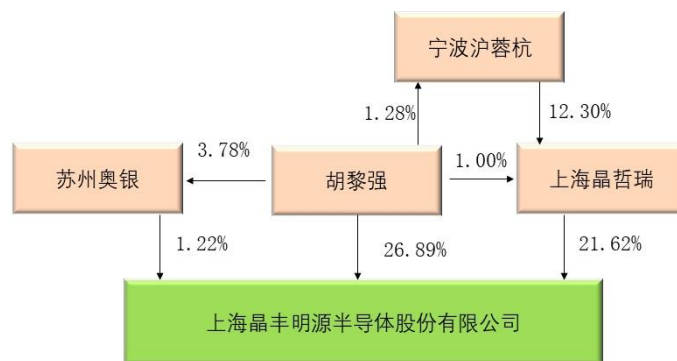 宁波沪蓉杭
1.28%
12.30%
3.78%
1.00%
苏州奥银
胡黎强
上海晶哲瑞
1.22%
26.89%
21.62%
上海晶丰明源半导体股份有限公司